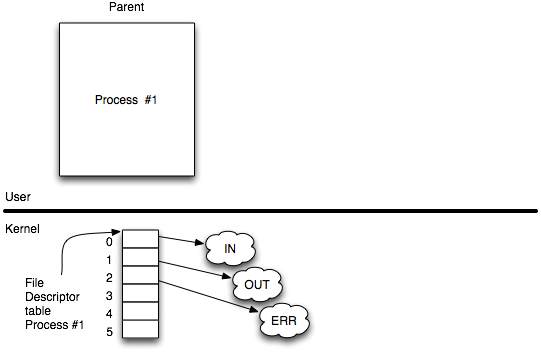 Parent
Process #1
User
Kernel
0
1
2
3
4
5
IN
OUT
ERR
File
Descriptor
table
Process #1